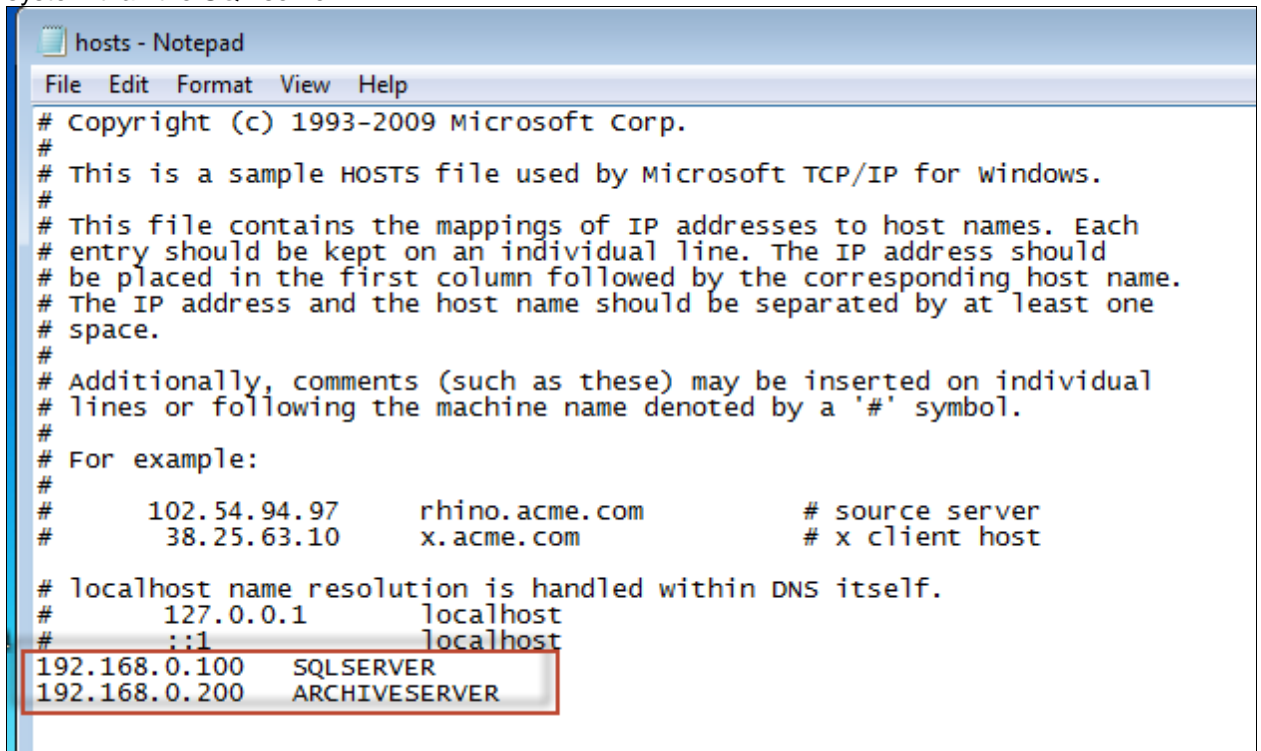 hosts - Notepad
File Edit Format View Help
# Copyright (c) 1993-2009 Microsoft Corp.
#
# This is a sample HOSTS file used by Microsoft TCP/IP for Windows.
#
# This file contains the mappings of IP addresses to host names. Each
# entry should be kept on an individual line. The IP address should
# be placed in the first column followed by the corresponding host name.
# The IP address and the host name should be separated by at least one
# space.
#
# Additionally, comments (such as these) may be inserted on individual
# lines or following the machine name denoted by a '#' symbol.
#
# For example:
#
# 102.54.94.97 rhino.acme.com # source server
# 38.25.63.10 x.acme.com # x client host
# localhost name resolution is handled within DNS itself.
# 127.0.0.1 localhost
# ::1 localhost
192.168.0.100 SQLSERVER
192.168.0.200 ARCHIVESERVER